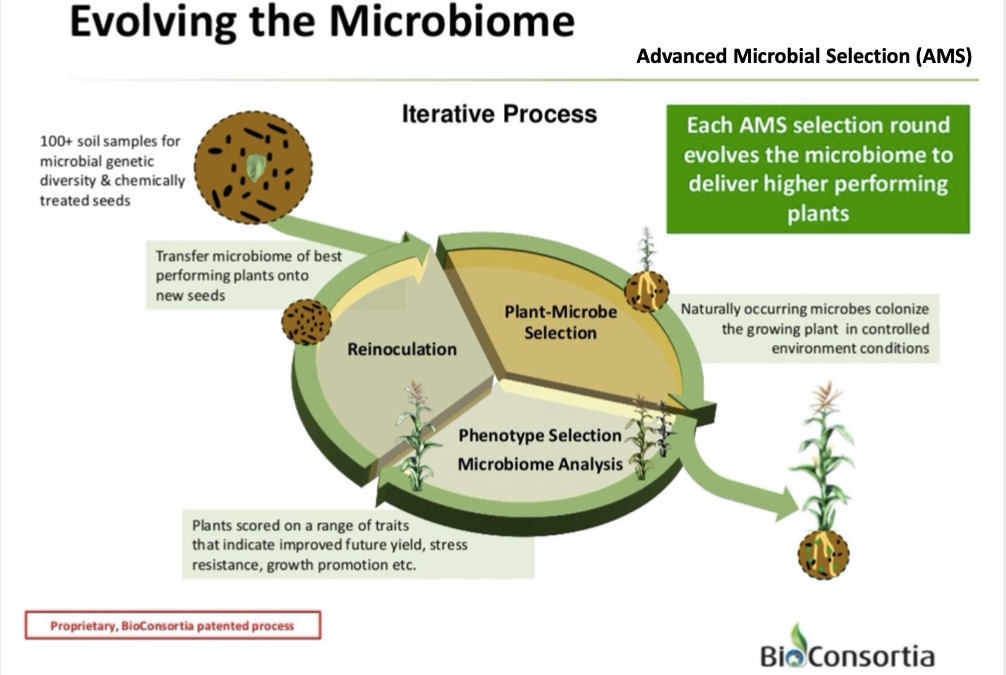 Evolving the Microbiome
Advanced Microbial Selection (AMS)
Iterative Process
100+ soil samples for
microbial genetic
diversity & chemically
treated seeds
Each AMS selection round
evolves the microbiome to
deliver higher performing
plants
Transfer microbiome of best
performing plants onto
new seeds
Plant-Microbe
Selection
Naturally occurring microbes colonize
the growing plant in controlled
environment conditions
Reinoculation
Phenotype Selection
Microbiome Analysis
Plants scored on a range of traits
that indicate improved future yield, stress
resistance, growth promotion etc.
Proprietary, BioConsortia patented process
BioConsortia